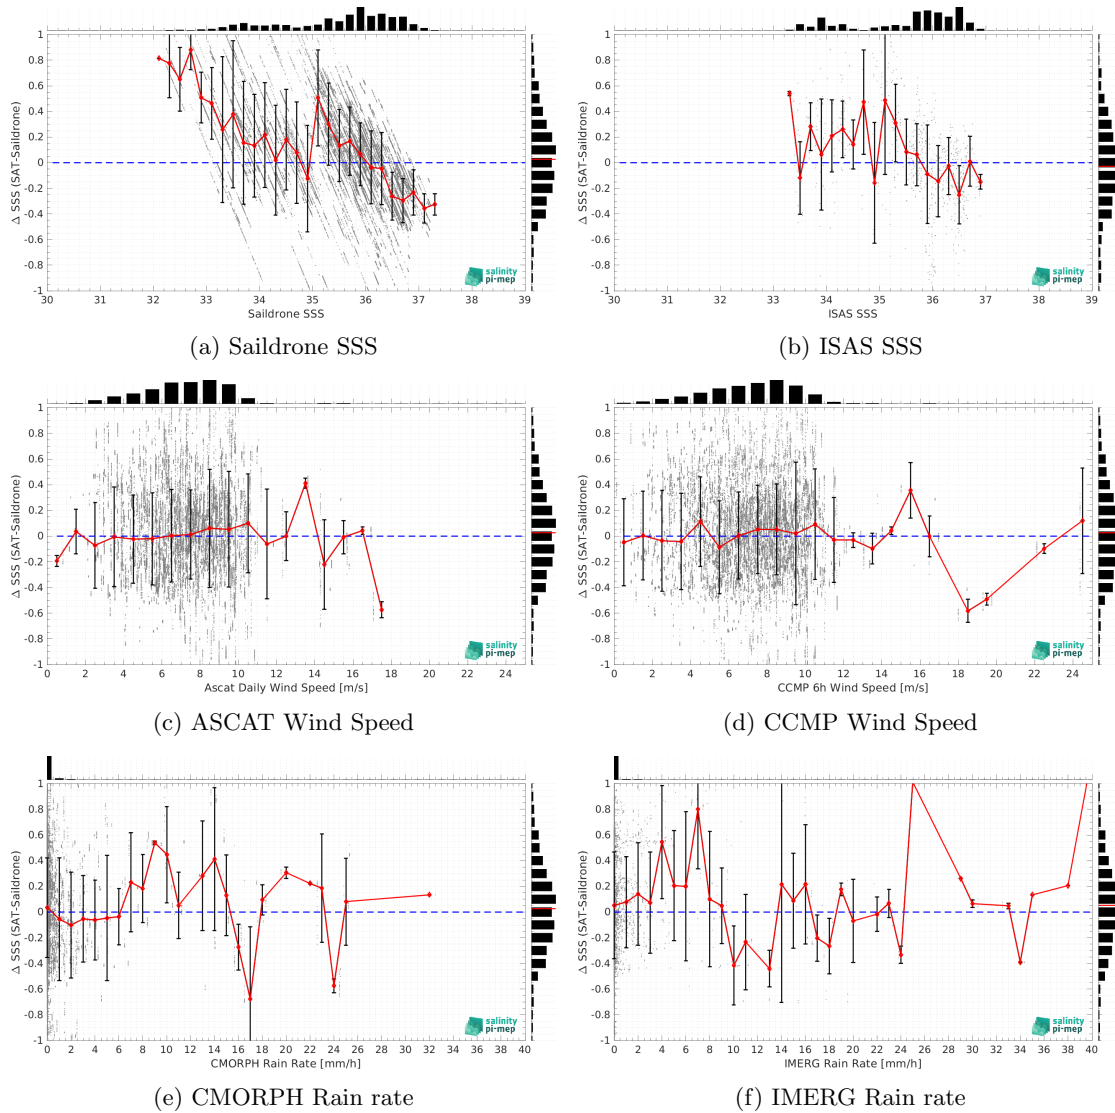 Δ SSS (SAT-Saildrone)
1
0.8
0.6
0.4
0.2
0
-0.2
-0.4
-0.6
-0.8
-1
salinity
pi-mep
30 31 32 33 34 35 36 37 38 39
Saildrone SSS
(a) Saildrone SSS
Δ SSS (SAT-Saildrone)
1
0.8
0.6
0.4
0.2
0
-0.2
-0.4
-0.6
-0.8
-1
salinity
pi-mep
30 31 32 33 34 35 36 37 38 39
ISAS SSS
(b) ISAS SSS
Δ SSS (SAT-Saildrone)
1
0.8
0.6
0.4
0.2
0
-0.2
-0.4
-0.6
-0.8
-1
salinity
pi-mep
0 2 4 6 8 10 12 14 16 18 20 22 24
Ascat Daily Wind Speed [m/s]
(c) ASCAT Wind Speed
Δ SSS (SAT-Saildrone)
1
0.8
0.6
0.4
0.2
0
-0.2
-0.4
-0.6
-0.8
-1
salinity
pi-mep
0 2 4 6 8 10 12 14 16 18 20 22 24
CCMP 6h Wind Speed [m/s]
(d) CCMP Wind Speed
Δ SSS (SAT-Saildrone)
1
0.8
0.6
0.4
0.2
0
-0.2
-0.4
-0.6
-0.8
-1
salinity
pi-mep
0 2 4 6 8 10 12 14 16 18 20 22 24 26 28 30 32 34 36 38 40
CMORPH Rain Rate [mm/h]
(e) CMORPH Rain rate
Δ SSS (SAT-Saildrone)
1
0.8
0.6
0.4
0.2
0
-0.2
-0.4
-0.6
-0.8
-1
salinity
pi-mep
0 2 4 6 8 10 12 14 16 18 20 22 24 26 28 30 32 34 36 38 40
IMERG Rain Rate [mm/h]
(f) IMERG Rain rate